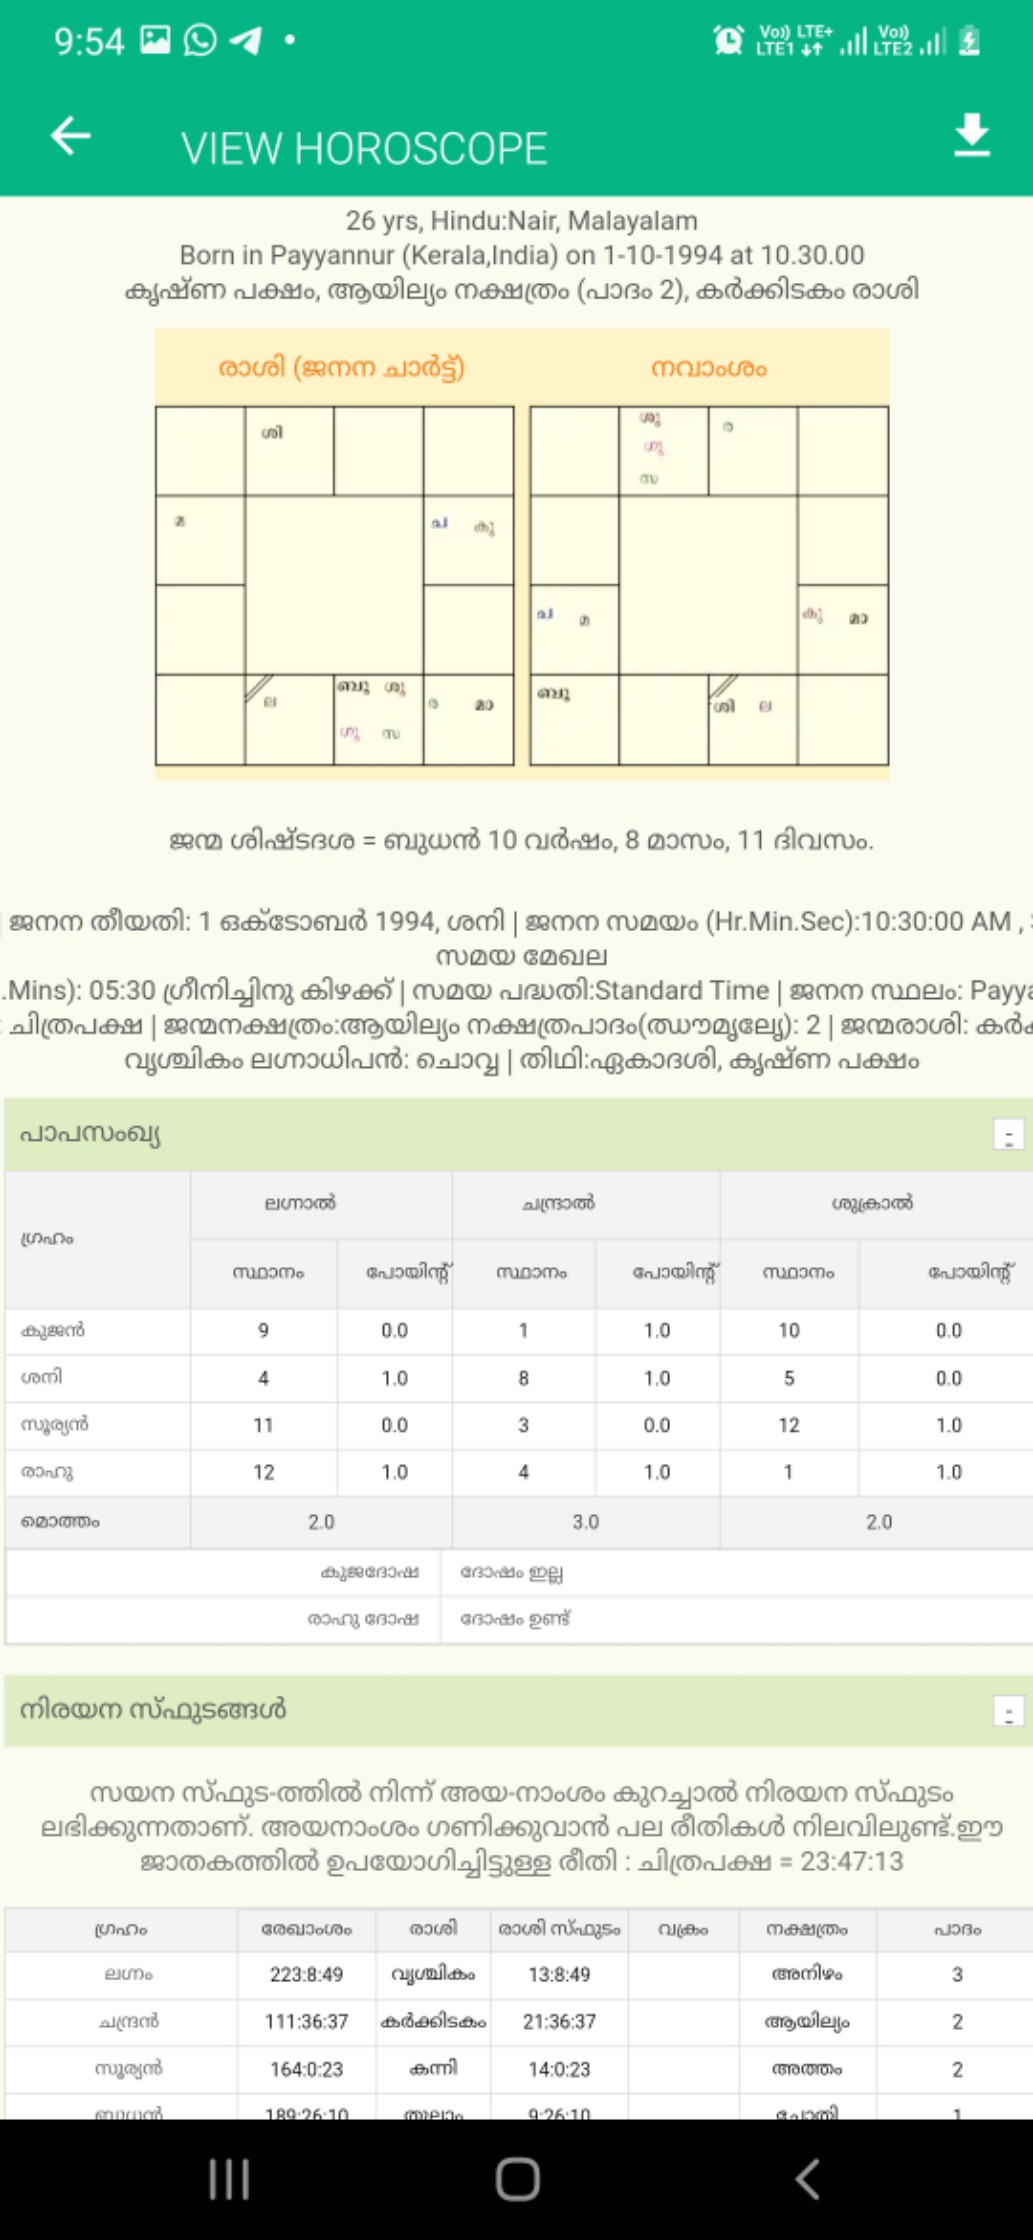 9:54
Vo)) LTE+ Vo))
LTE1 LTE2
VIEW HOROSCOPE
26 yrs, Hindu:Nair, Malayalam
Born in Payyannur (Kerala,India) on 1-10-1994 at 10.30.00
കൃഷ്ണ പക്ഷം, ആയില്യം നക്ഷത്രം (പാദം 2), കർക്കിടകം രാശി
രാശി (ജനന ചാർട്ട്) നവാംശം
ശി ശു ര
ഗു
സ
മ ച കു
ച മ കു മാ
ല ബു ശു ര മാ ബു ശി ല
ഗു സ
ജന്മ ശിഷ്ടദശ = ബുധൻ 10 വർഷം, 8 മാസം, 11 ദിവസം.
| ജനന തീയതി: 1 ഒക്ടോബർ 1994, ശനി | ജനന സമയം (Hr.Min.Sec):10:30:00 AM ,
സമയ മേഖല
.Mins): 05:30 ഗ്രീനിച്ചിനു കിഴക്ക് | സമയ പദ്ധതി:Standard Time | ജനന സ്ഥലം: Payya
: ചിത്രപക്ഷ | ജന്മനക്ഷത്രം:ആയില്യം നക്ഷത്രപാദം(ഝൗമൃലേ്യ): 2 | ജന്മരാശി: കർക
വൃശ്ചികം ലഗ്നാധിപൻ: ചൊവ്വ | തിഥി:ഏകാദശി, കൃഷ്ണ പക്ഷം
പാപസംഖ്യ -
ഗ്രഹം ലഗ്നാൽ ചന്ദ്രാൽ ശുക്രാൽ
സ്ഥാനം പോയിന്റ് സ്ഥാനം പോയിന്റ് സ്ഥാനം പോയിന്റ്
കുജൻ 9 0.0 1 1.0 10 0.0
ശനി 4 1.0 8 1.0 5 0.0
സൂര്യൻ 11 0.0 3 0.0 12 1.0
രാഹു 12 1.0 4 1.0 1 1.0
മൊത്തം 2.0 3.0 2.0
കുജദോഷ ദോഷം ഇല്ല
രാഹു ദോഷ ദോഷം ഉണ്ട്
നിരയന സ്ഫുടങ്ങൾ -
സയന സ്ഫുട-ത്തിൽ നിന്ന് അയ-നാംശം കുറച്ചാൽ നിരയന സ്ഫുടം
ലഭിക്കുന്നതാണ്. അയനാംശം ഗണിക്കുവാൻ പല രീതികൾ നിലവിലുണ്ട്.ഈ
ജാതകത്തിൽ ഉപയോഗിച്ചിട്ടുള്ള രീതി : ചിത്രപക്ഷ = 23:47:13
ഗ്രഹം രേഖാംശം രാശി രാശി സ്ഫുടം വക്രം നക്ഷത്രം പാദം
ലഗ്നം 223:8:49 വൃശ്ചികം 13:8:49 അനിഴം 3
ചന്ദ്രൻ 111:36:37 കർക്കിടകം 21:36:37 ആയില്യം 2
സൂര്യൻ 164:0:23 കന്നി 14:0:23 അത്തം 2
ബുധൻ 189:26:10 തുലാം 9:26:10 ചോതി 1